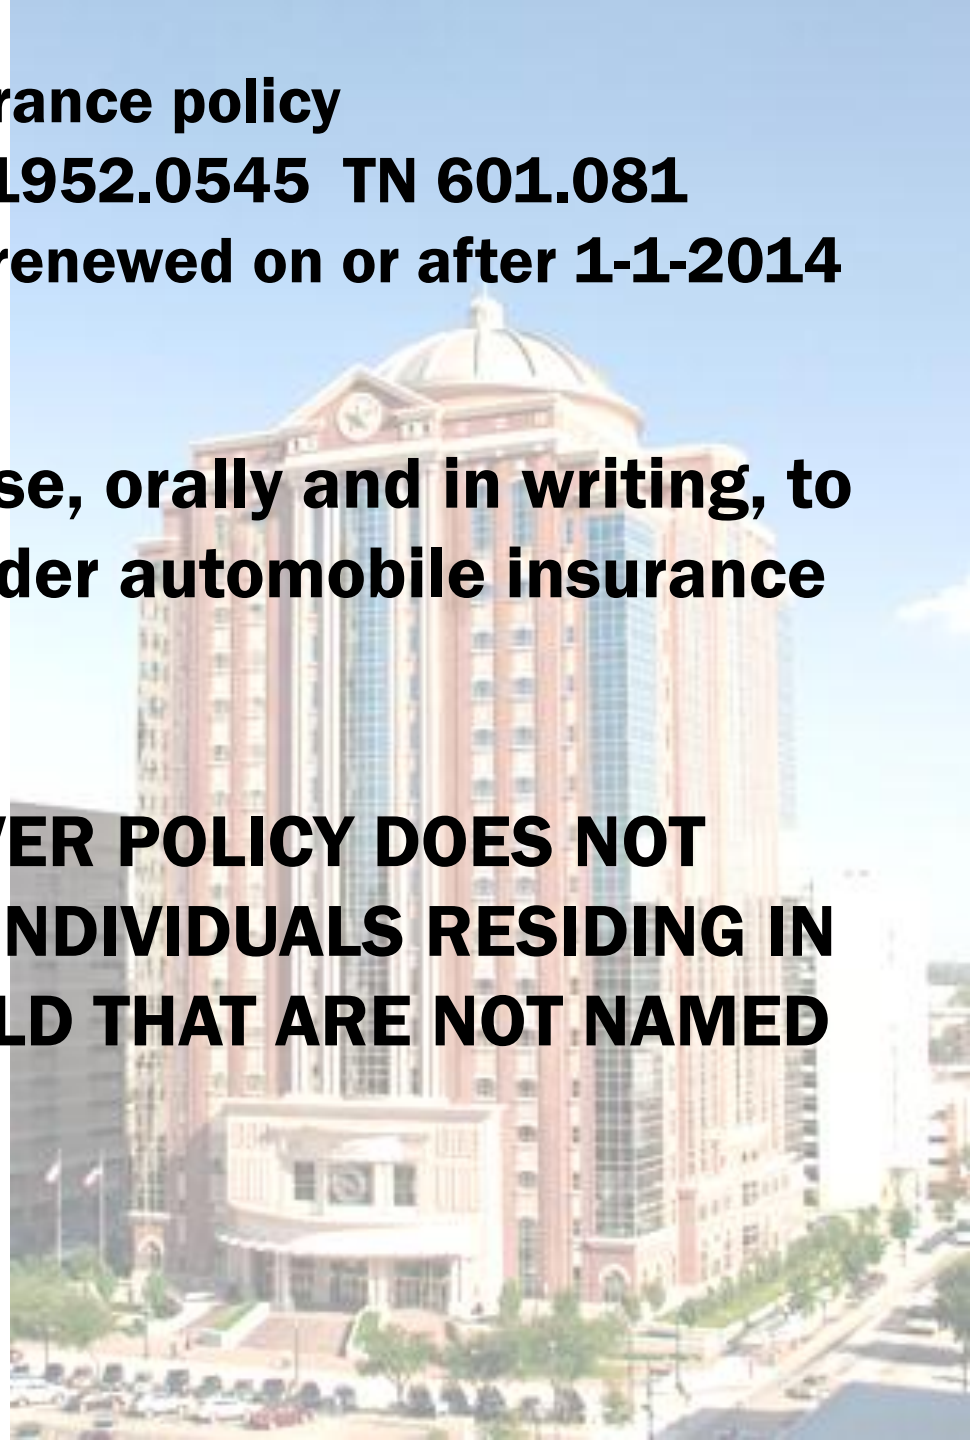 rance policy
1952.0545 TN 601.081
renewed on or after 1-1-2014
se, orally and in writing, to
der automobile insurance
ER POLICY DOES NOT
NDIVIDUALS RESIDING IN
LD THAT ARE NOT NAMED